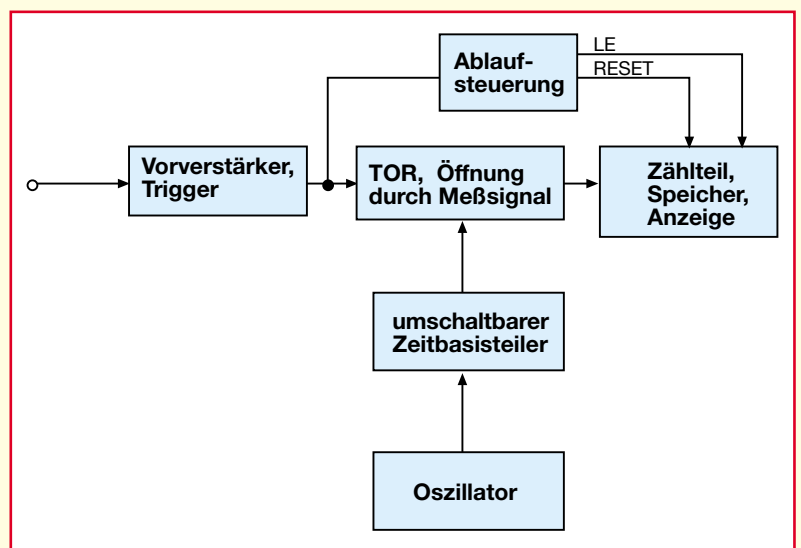 Ablauf-
steuerung
LE
RESET
Vorverstärker,
Trigger
TOR, Öffnung
durch Meßsignal
Zählteil,
Speicher,
Anzeige
umschaltbarer
Zeitbasisteiler
Oszillator